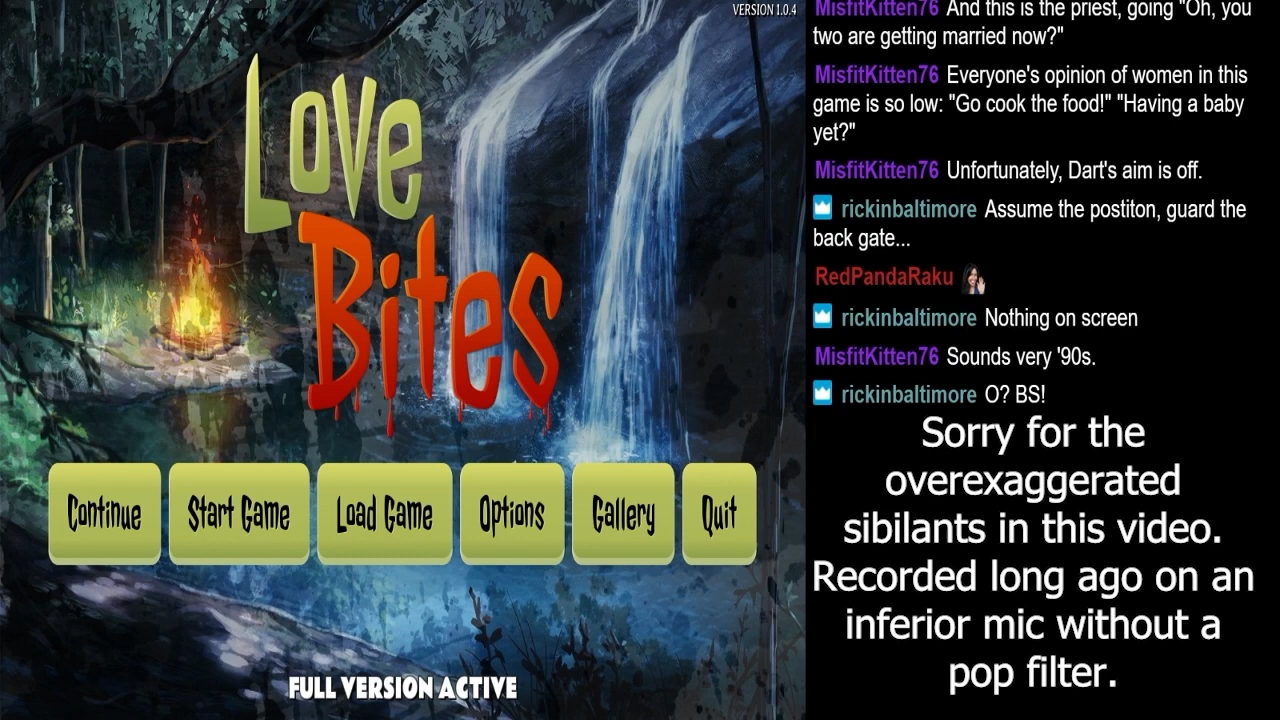 VERSION 1.0.4
Love
Bites
Continue
Start Game
Load Game
Options
Gallery
Quit
FULL VERSION ACTIVE
MisfitKitten76 And this is the priest, going "Oh, you
two are getting married now?"
MisfitKitten76 Everyone's opinion of women in this
game is so low: "Go cook the food!" "Having a baby
yet?"
MisfitKitten76 Unfortunately, Dart's aim is off.
rickinbaltimore Assume the postiton, guard the
back gate...
RedPandaRaku
rickinbaltimore Nothing on screen
MisfitKitten76 Sounds very '90s.
rickinbaltimore O? BS!
Sorry for the
overexaggerated
sibilants in this video.
Recorded long ago on an
inferior mic without a
pop filter.